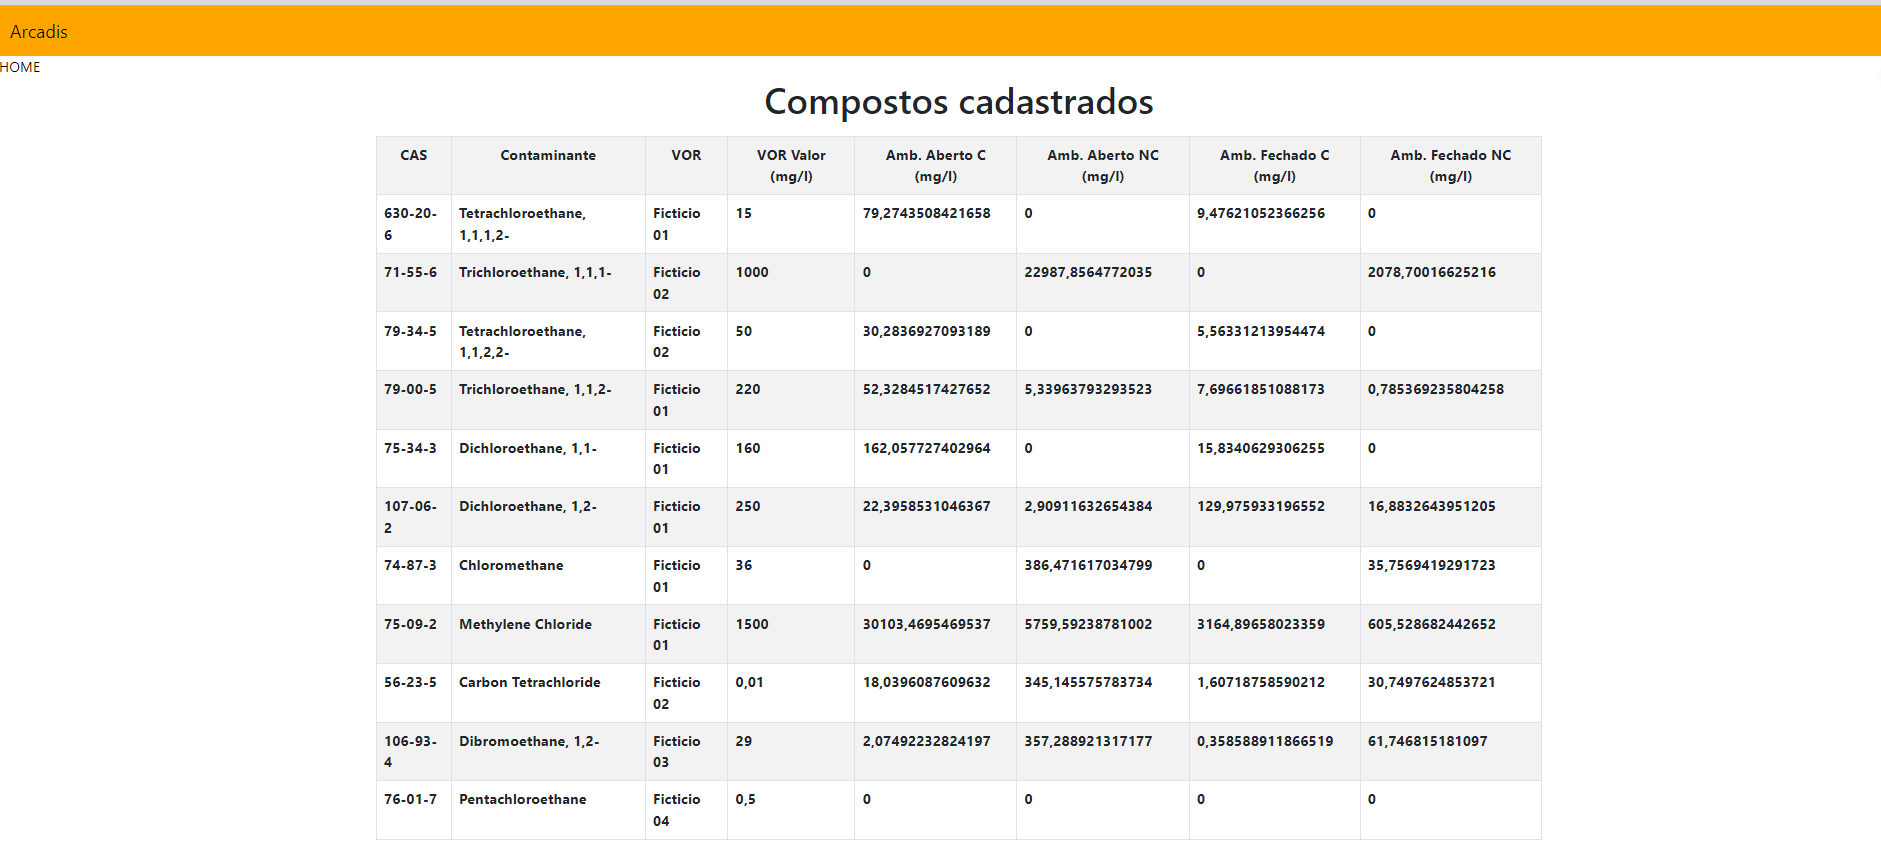 Arcadis
HOME
Compostos cadastrados
CAS Contaminante VOR VOR Valor (mg/l) Amb. Aberto C (mg/l) Amb. Aberto NC (mg/l) Amb. Fechado C (mg/l) Amb. Fechado NC (mg/l)
630-20-6 Tetrachloroethane, 1,1,1,2- Ficticio 01 15 79,2743508421658 0 9,47621052366256 0
71-55-6 Trichloroethane, 1,1,1- Ficticio 02 1000 0 22987,8564772035 0 2078,70016625216
79-34-5 Tetrachloroethane, 1,1,2,2- Ficticio 02 50 30,2836927093189 0 5,56331213954474 0
79-00-5 Trichloroethane, 1,1,2- Ficticio 01 220 52,3284517427652 5,33963793293523 7,69661851088173 0,785369235804258
75-34-3 Dichloroethane, 1,1- Ficticio 01 160 162,057727402964 0 15,8340629306255 0
107-06-2 Dichloroethane, 1,2- Ficticio 01 250 22,3958531046367 2,90911632654384 129,975933196552 16,8832643951205
74-87-3 Chloromethane Ficticio 01 36 0 386,471617034799 0 35,7569419291723
75-09-2 Methylene Chloride Ficticio 01 1500 30103,4695469537 5759,59238781002 3164,89658023359 605,528682442652
56-23-5 Carbon Tetrachloride Ficticio 02 0,01 18,0396087609632 345,145575783734 1,60718758590212 30,7497624853721
106-93-4 Dibromoethane, 1,2- Ficticio 03 29 2,07492232824197 357,288921317177 0,358588911866519 61,746815181097
76-01-7 Pentachloroethane Ficticio 04 0,5 0 0 0 0